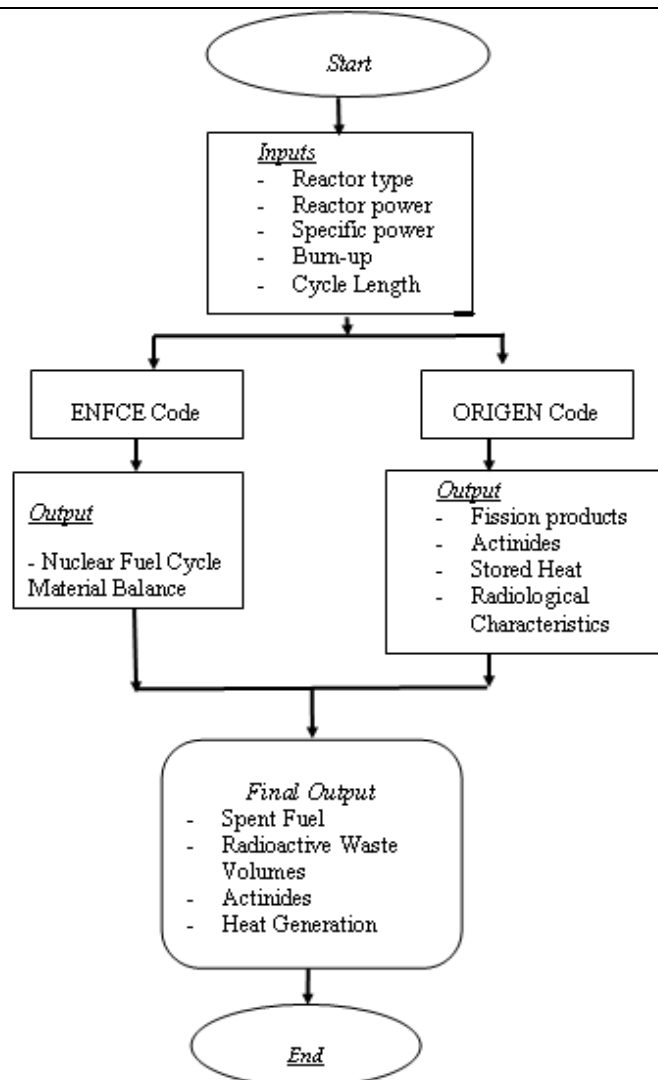 Start
Inputs
- Reactor type
- Reactor power
- Specific power
- Burn-up
- Cycle Length
ENFCE Code
ORIGEN Code
Output
- Nuclear Fuel Cycle
Material Balance
Output
- Fission products
- Actinides
- Stored Heat
- Radiological
Characteristics
Final Output
- Spent Fuel
- Radioactive Waste
Volumes
- Actinides
- Heat Generation
End